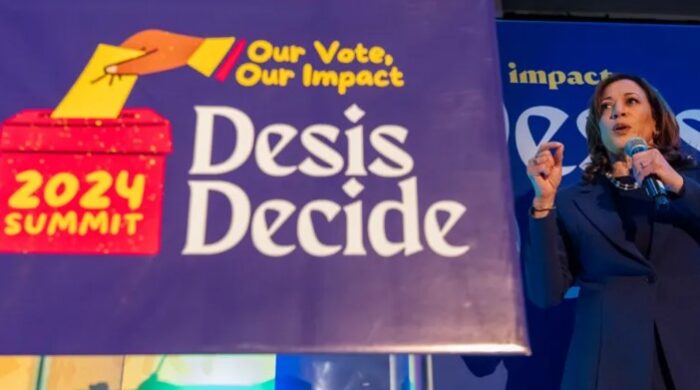 Our Vote,
Our Impact
Desis
Decide
2024
SUMMIT
impact